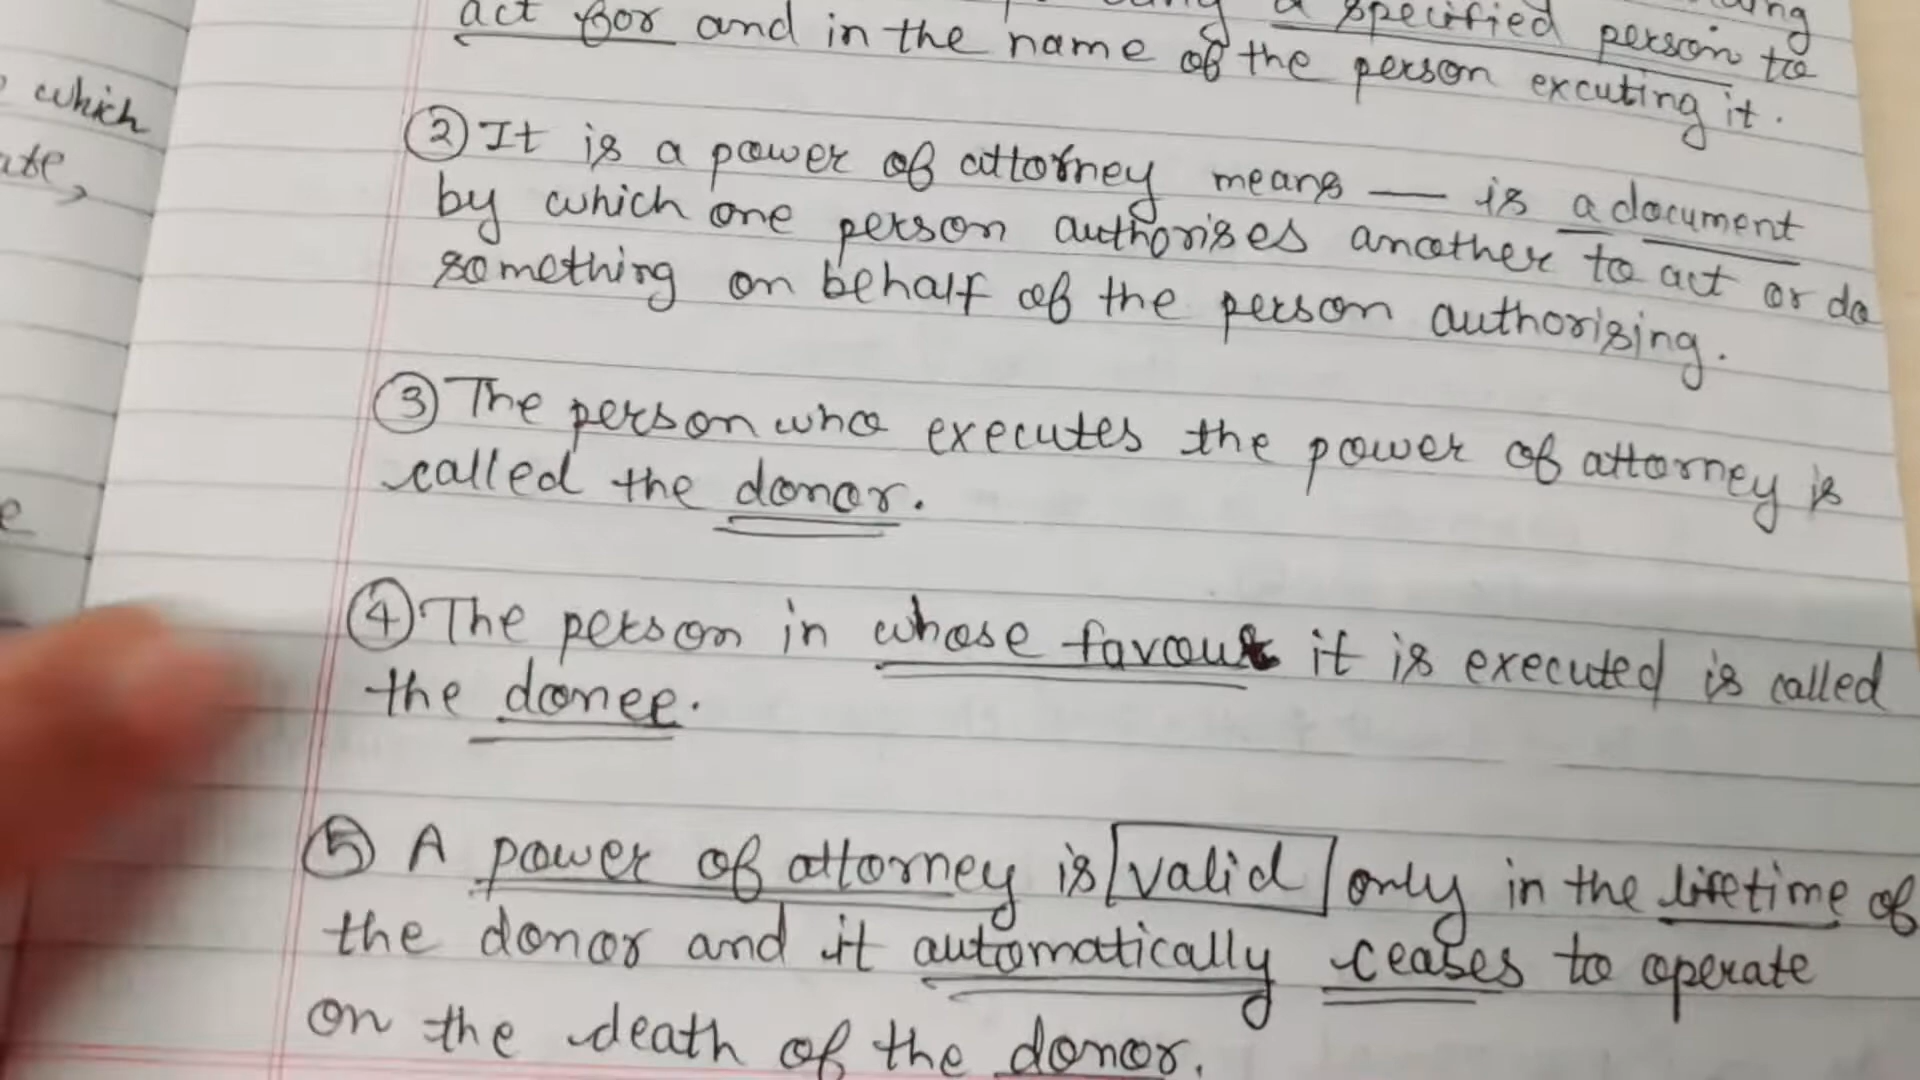 which
a specified person to
act for and in the name of the person excuting it.
② It is a power of attorney means — is a document
by which one person authorises another to act or do
something on behalf of the person authorising.
③ The person who executes the power of attorney is
called the donor.
④ The person in whose favour it is executed is called
the donee.
⑤ A power of attorney is valid only in the lifetime of
the donor and it automatically ceases to operate
on the death of the donor.